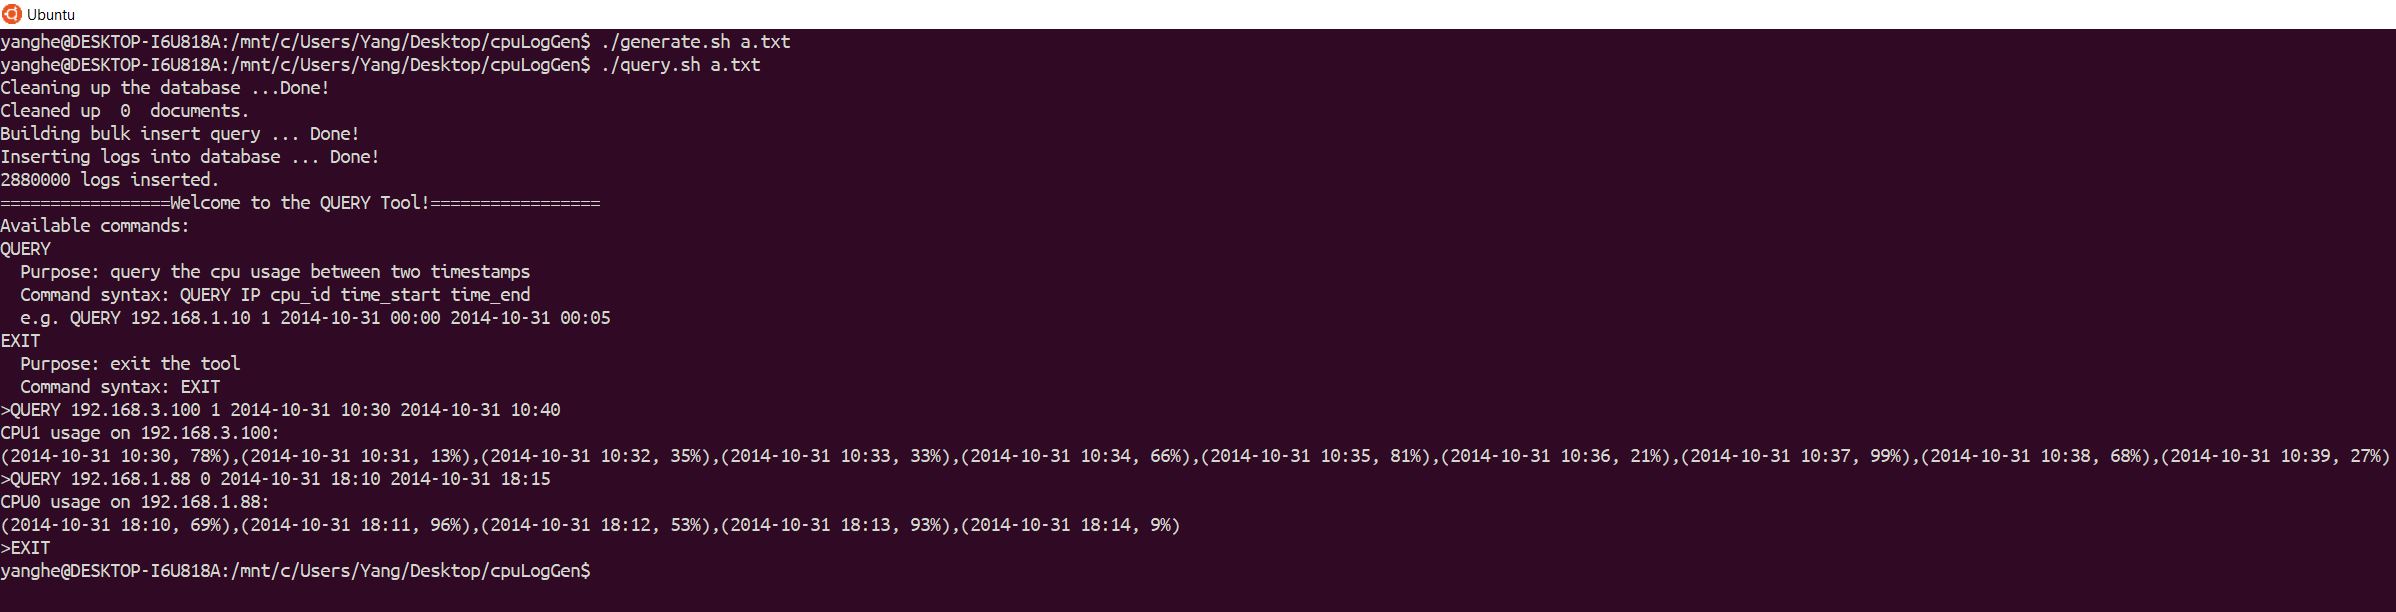 Ubuntu
yanghe@DESKTOP-I6U818A:/mnt/c/Users/Yang/Desktop/cpuLogGen$ ./generate.sh a.txt
yanghe@DESKTOP-I6U818A:/mnt/c/Users/Yang/Desktop/cpuLogGen$ ./query.sh a.txt
Cleaning up the database ...Done!
Cleaned up  0  documents.
Building bulk insert query ... Done!
Inserting logs into database ... Done!
2880000 logs inserted.
=================Welcome to the QUERY Tool!=================
Available commands:
QUERY
  Purpose: query the cpu usage between two timestamps
  Command syntax: QUERY IP cpu_id time_start time_end
  e.g. QUERY 192.168.1.10 1 2014-10-31 00:00 2014-10-31 00:05
EXIT
  Purpose: exit the tool
  Command syntax: EXIT
>QUERY 192.168.3.100 1 2014-10-31 10:30 2014-10-31 10:40
CPU1 usage on 192.168.3.100:
(2014-10-31 10:30, 78%),(2014-10-31 10:31, 13%),(2014-10-31 10:32, 35%),(2014-10-31 10:33, 33%),(2014-10-31 10:34, 66%),(2014-10-31 10:35, 81%),(2014-10-31 10:36, 21%),(2014-10-31 10:37, 99%),(2014-10-31 10:38, 68%),(2014-10-31 10:39, 27%)
>QUERY 192.168.1.88 0 2014-10-31 18:10 2014-10-31 18:15
CPU0 usage on 192.168.1.88:
(2014-10-31 18:10, 69%),(2014-10-31 18:11, 96%),(2014-10-31 18:12, 53%),(2014-10-31 18:13, 93%),(2014-10-31 18:14, 9%)
>EXIT
yanghe@DESKTOP-I6U818A:/mnt/c/Users/Yang/Desktop/cpuLogGen$